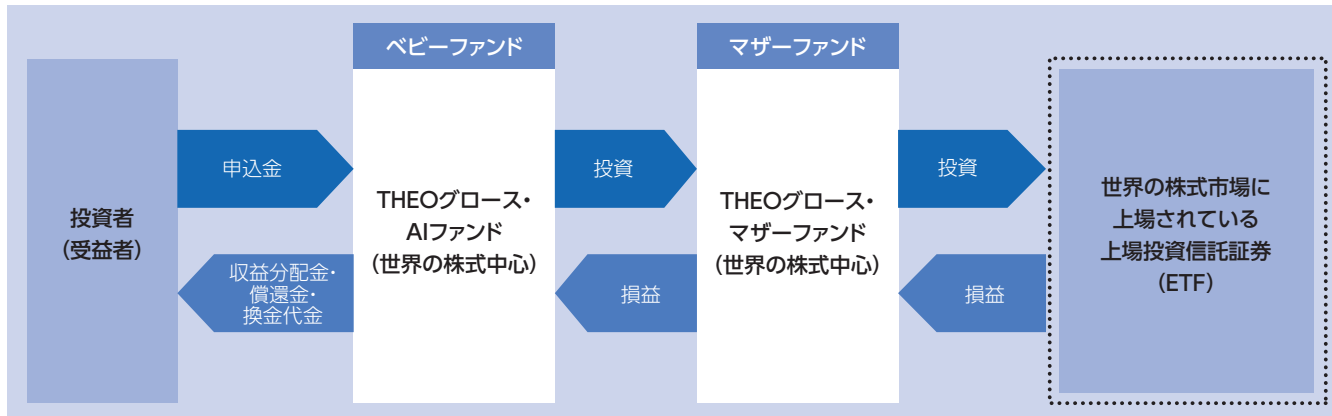 ベビーファンド
マザーファンド
投資者
（受益者）
申込金
収益分配金・
償還金・
換金代金
THEOグロース・
AIファンド
（世界の株式中心）
投資
損益
THEOグロース・
マザーファンド
（世界の株式中心）
投資
損益
世界の株式市場に
上場されている
上場投資信託証券
（ETF）